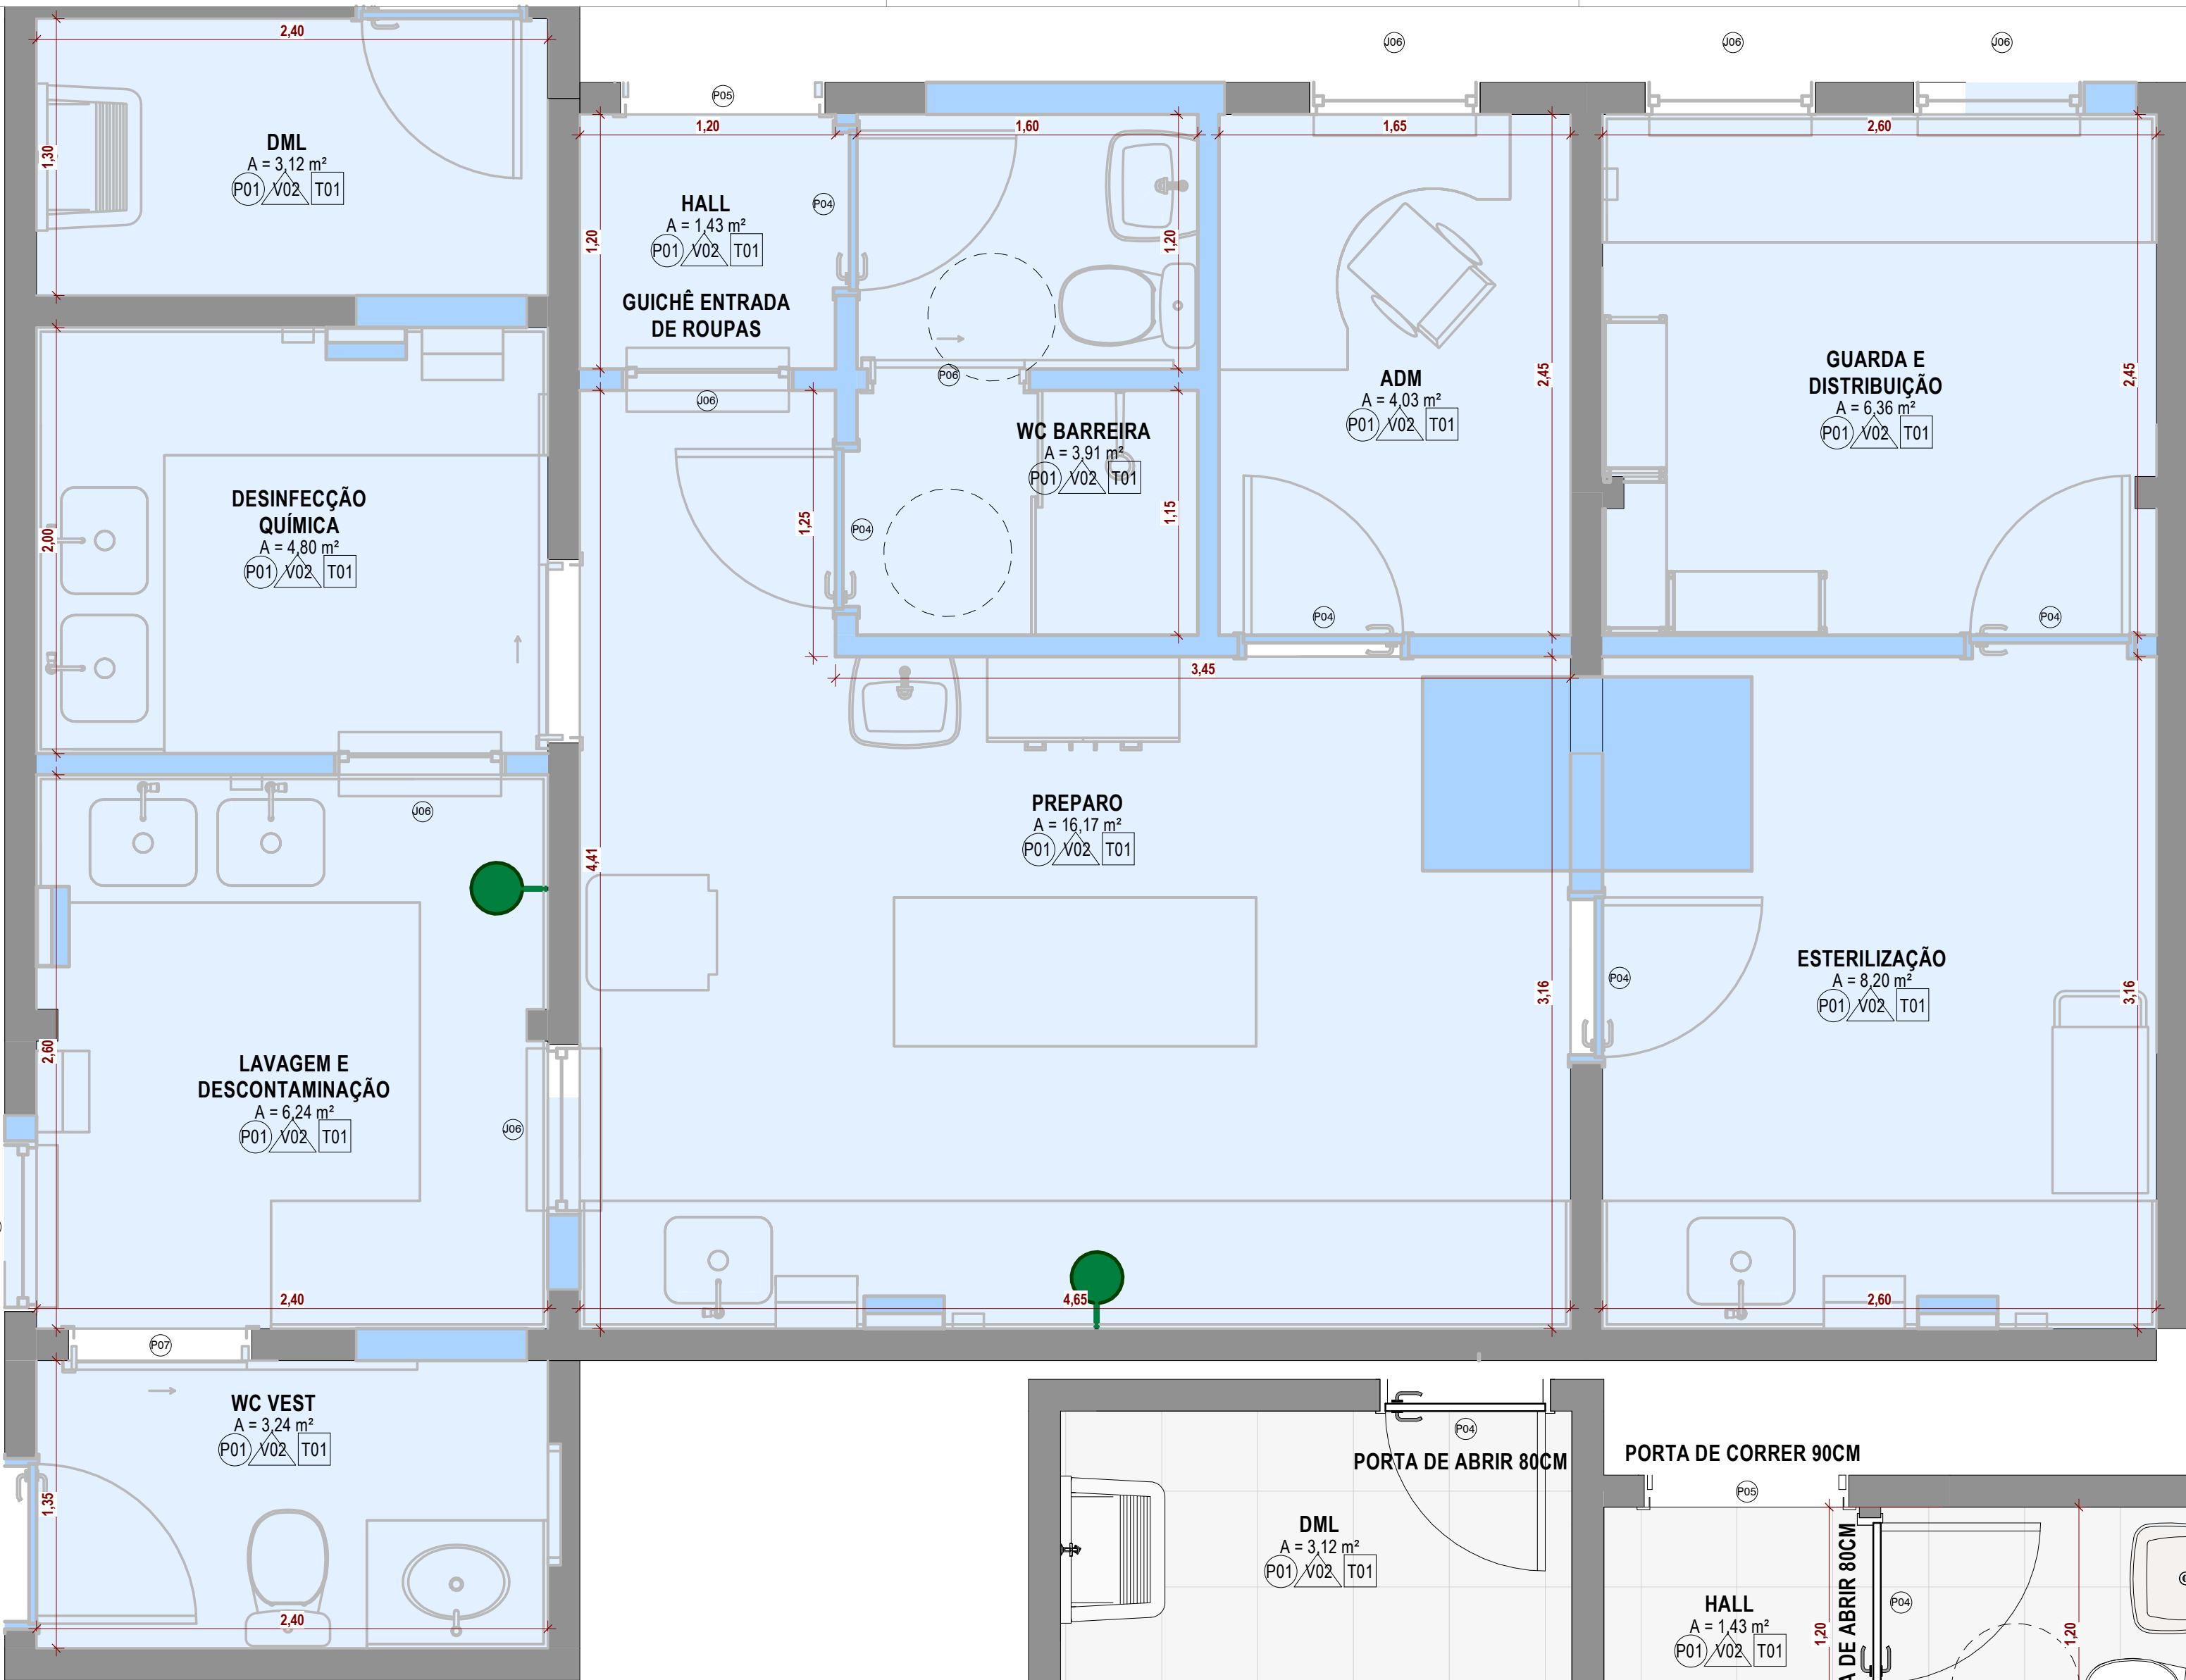 J06
J06
J06
2,40
P05
1,20
1,60
1,65
2,60
DML
A = 3,12 m²
P01 V02 T01
1,30
HALL
A = 1,43 m²
P01 V02 T01
P04
1,20
1,20
GUICHÊ ENTRADA
DE ROUPAS
J06
P06
WC BARREIRA
A = 3,91 m²
P01 V02 T01
ADM
A = 4,03 m²
P01 V02 T01
2,45
GUARDA E
DISTRIBUIÇÃO
A = 6,36 m²
P01 V02 T01
2,45
DESINFECÇÃO
QUÍMICA
A = 4,80 m²
P01 V02 T01
2,00
1,25
P04
1,15
P04
P04
3,45
J06
PREPARO
A = 16,17 m²
P01 V02 T01
4,41
3,16
P04
ESTERILIZAÇÃO
A = 8,20 m²
P01 V02 T01
3,16
2,60
LAVAGEM E
DESCONTAMINAÇÃO
A = 6,24 m²
P01 V02 T01
J06
2,40
4,65
2,60
P07
WC VEST
A = 3,24 m²
P01 V02 T01
1,35
2,40
P04
PORTA DE ABRIR 80CM
PORTA DE CORRER 90CM
P05
DML
A = 3,12 m²
P01 V02 T01
HALL
A = 1,43 m²
P01 V02 T01
1,20
A DE ABRIR 80CM
P04
1,20